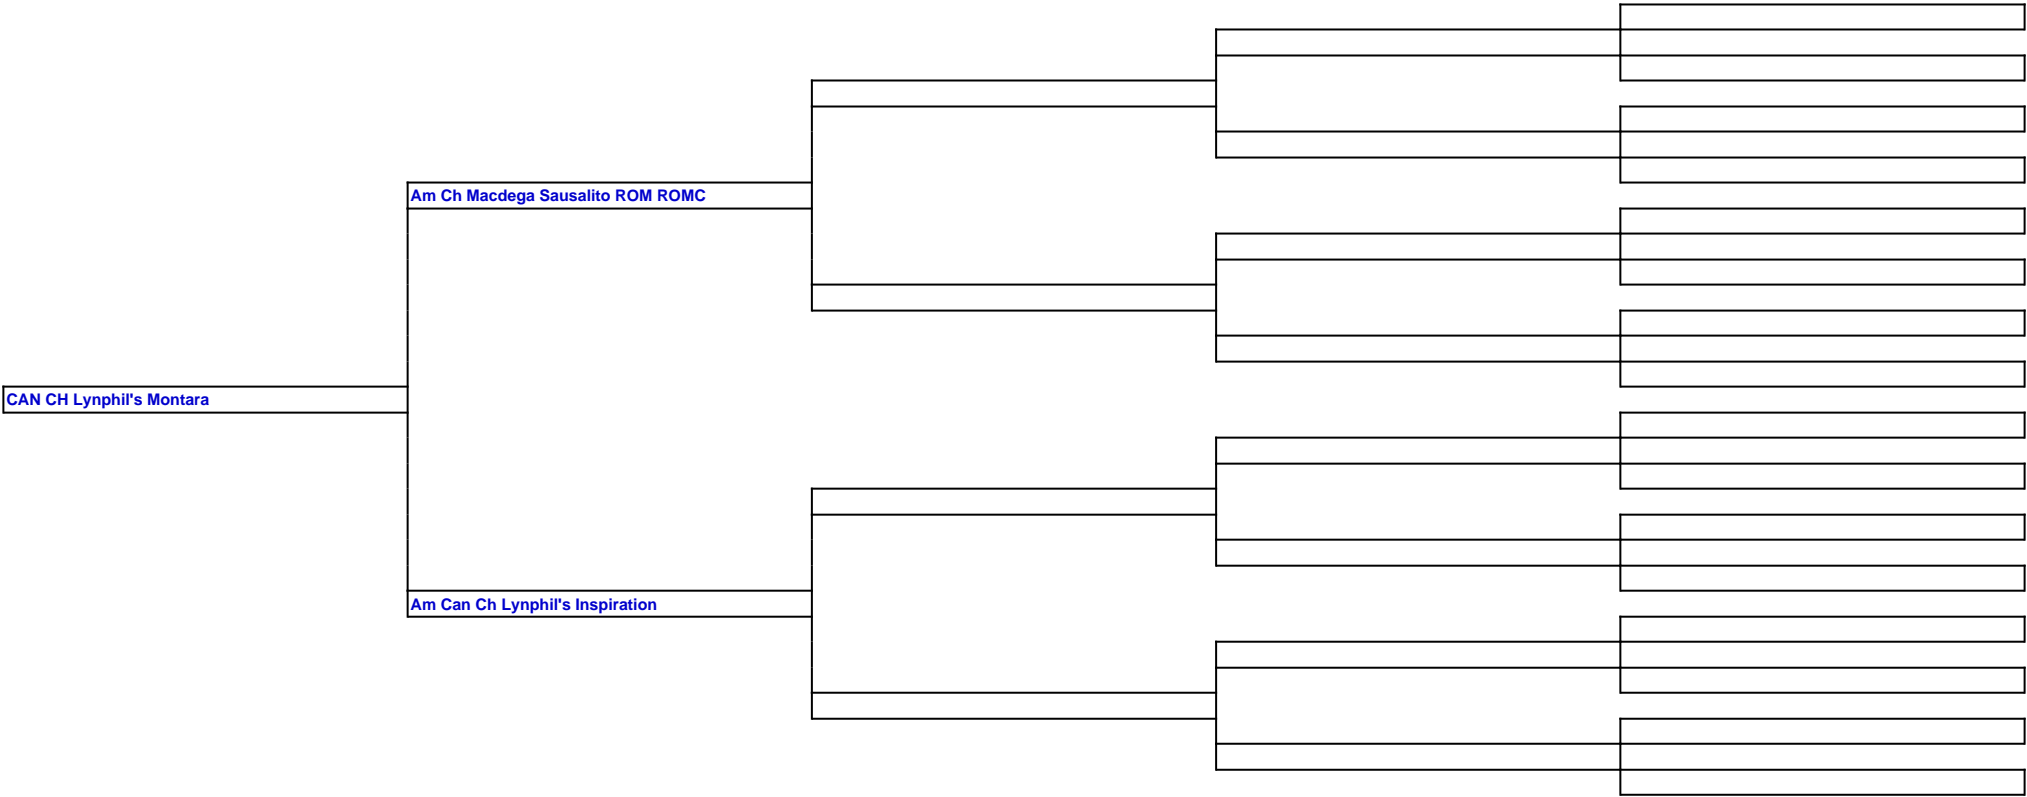 Am Ch Macdega Sausalito ROM ROMC
CAN CH Lynphil's Montara
Am Can Ch Lynphil's Inspiration